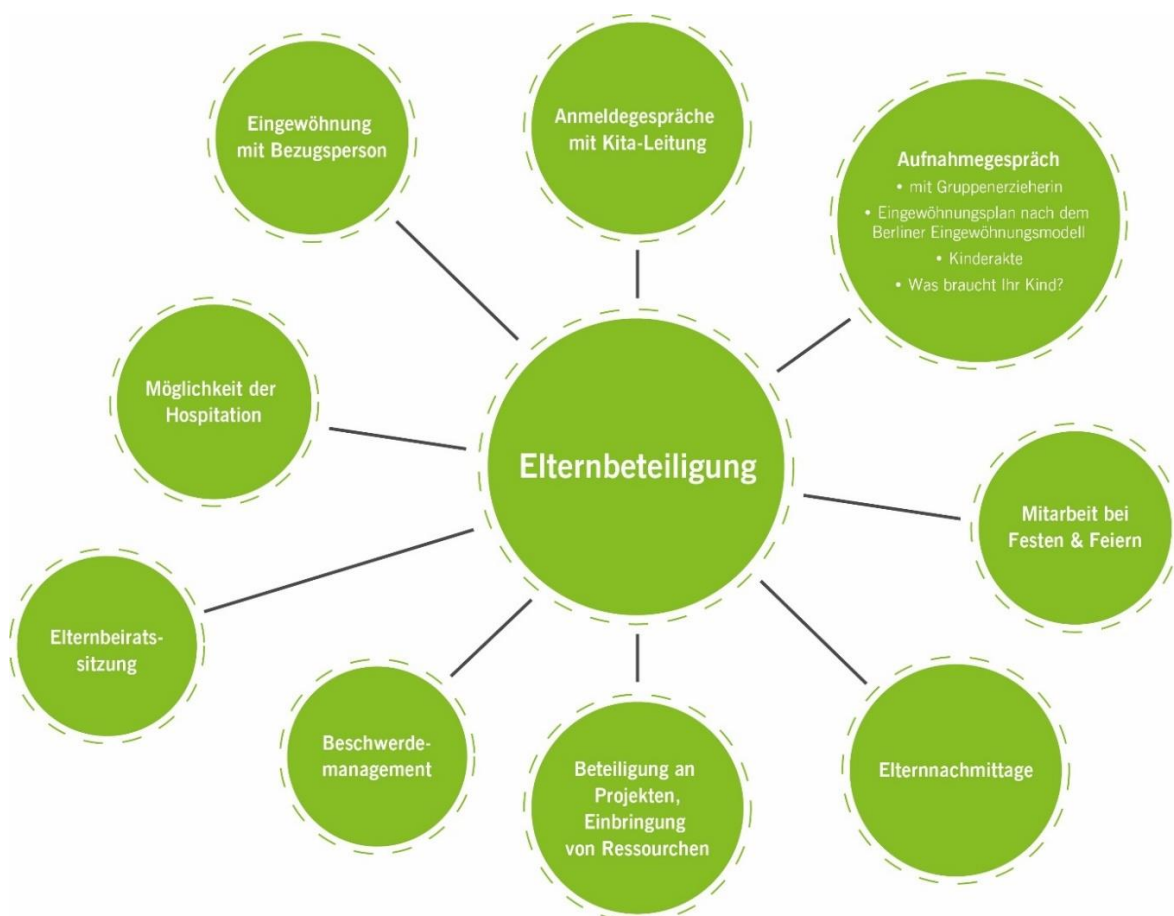 Eingewöhnung
mit Bezugsperson
Anmeldegespräche
mit Kita-Leitung
Aufnahmegespräch
• mit Gruppenerzieherin
• Eingewöhnungsplan nach dem
Berliner Eingewöhnungsmodell
• Kinderakte
• Was braucht Ihr Kind?
Möglichkeit der
Hospitation
Elternbeteiligung
Mitarbeit bei
Festen & Feiern
Elternbeirats-
sitzung
Beschwerde-
management
Beteiligung an
Projekten,
Einbringung
von Ressourchen
Elternnachmittage